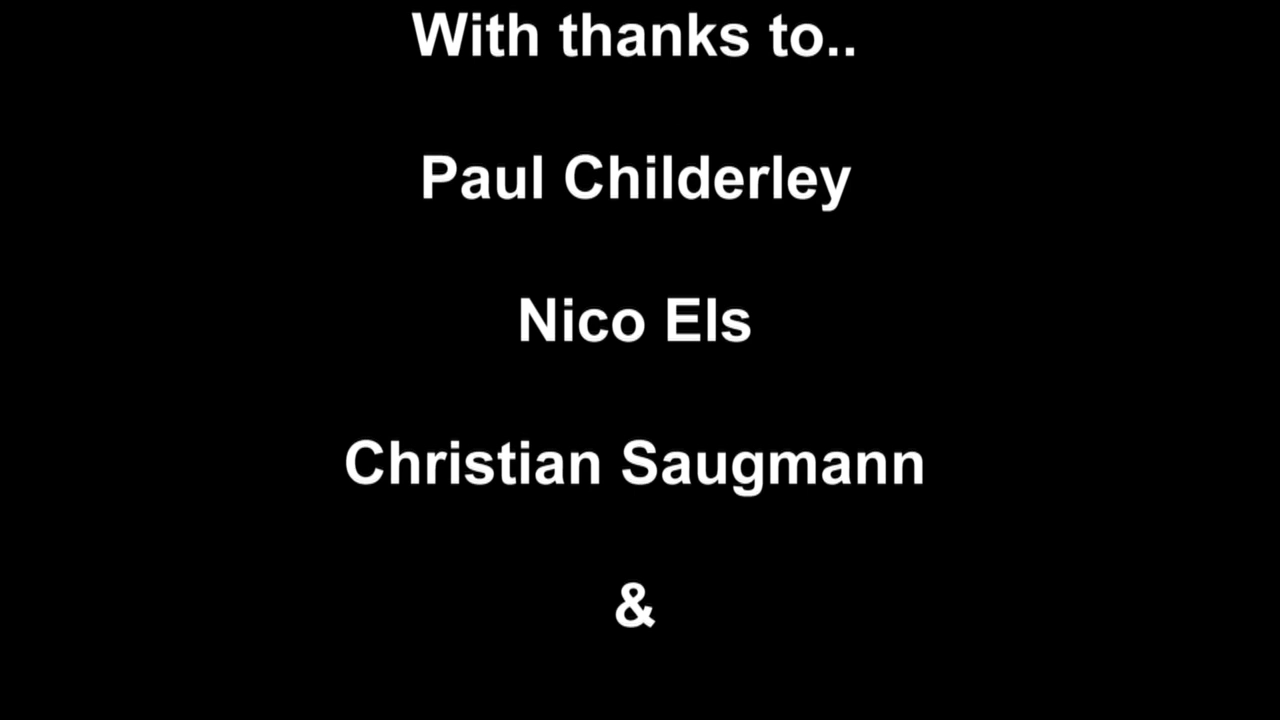 With thanks to..
Paul Childerley
Nico Els
Christian Saugmann
&